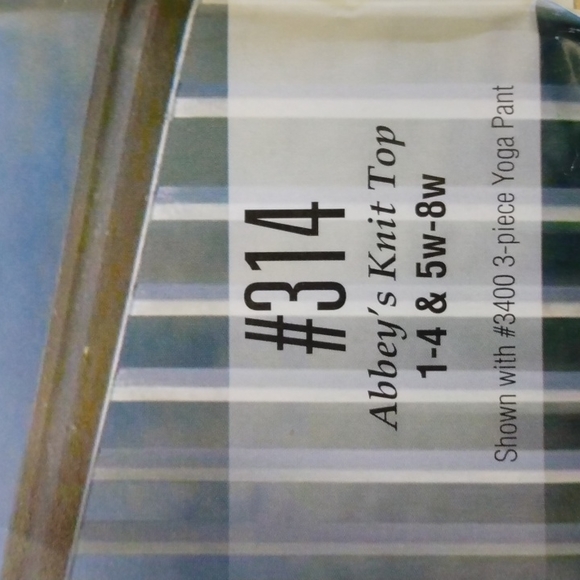 #314
Abbey's Knit Top
1-4 & 5w-8w
Shown with #3400 3-piece Yoga Pant